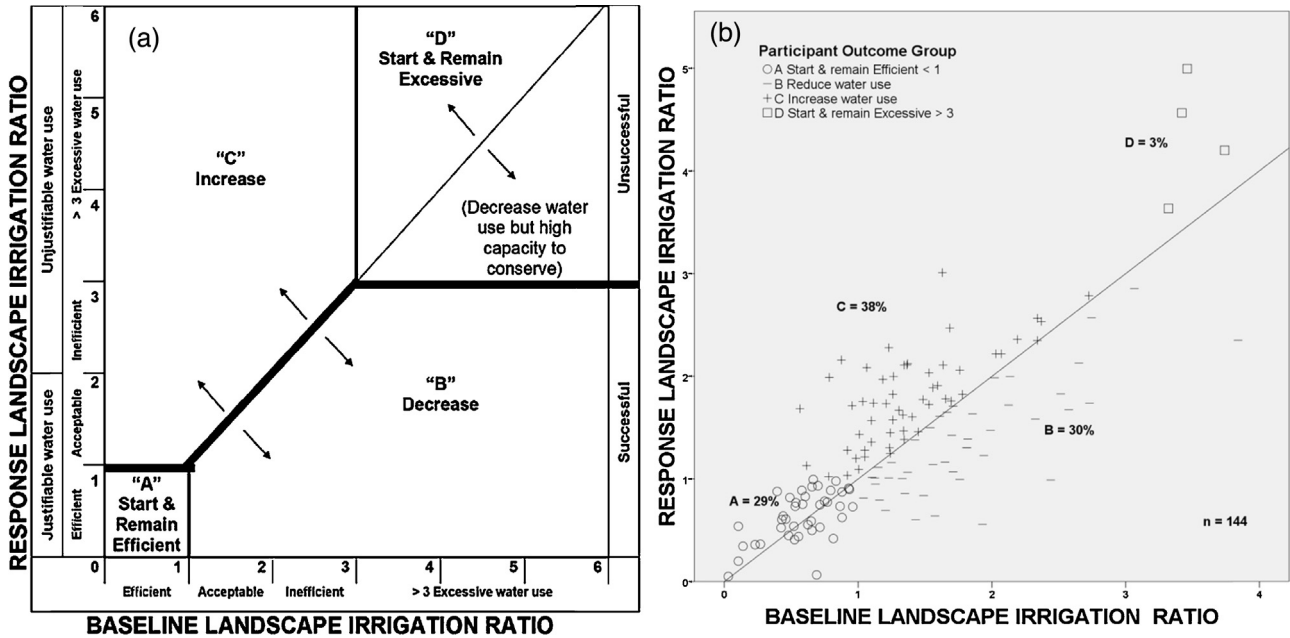 (a)
RESPONSE LANDSCAPE IRRIGATION RATIO
Unjustifiable water use
Justifiable water use
> 3 Excessive water use
Inefficient
Acceptable
Efficient
6
5
4
3
2
1
0
"C"
Increase
"D"
Start & Remain
Excessive
(Decrease water
use but high
capacity to
conserve)
"B"
Decrease
"A"
Start &
Remain
Efficient
Unsuccessful
Successful
1
2
3
4
5
6
Efficient
Acceptable
Inefficient
> 3 Excessive water use
BASELINE LANDSCAPE IRRIGATION RATIO
(b)
RESPONSE LANDSCAPE IRRIGATION RATIO
Participant Outcome Group
A Start & remain Efficient < 1
B Reduce water use
C Increase water use
D Start & remain Excessive > 3
5
4
3
2
1
0
D = 3%
C = 38%
B = 30%
A = 29%
n = 144
0
1
2
3
4
BASELINE LANDSCAPE IRRIGATION RATIO